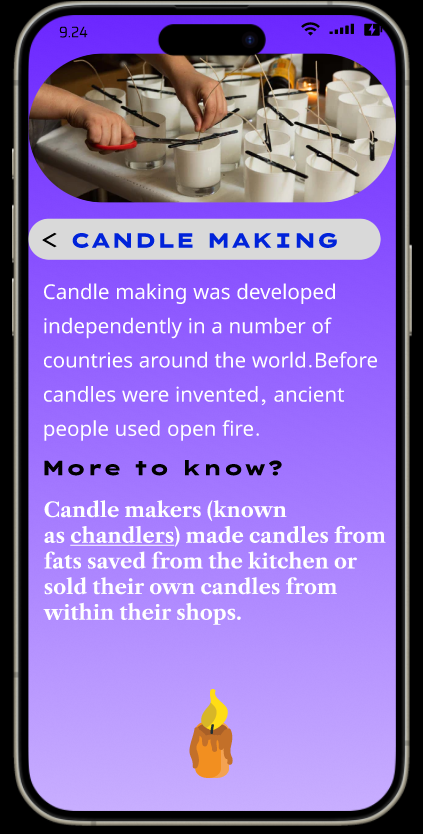 9.24
< CANDLE MAKING
Candle making was developed
independently in a number of
countries around the world.Before
candles were invented, ancient
people used open fire.
More to know?
Candle makers (known
as chandlers) made candles from
fats saved from the kitchen or
sold their own candles from
within their shops.